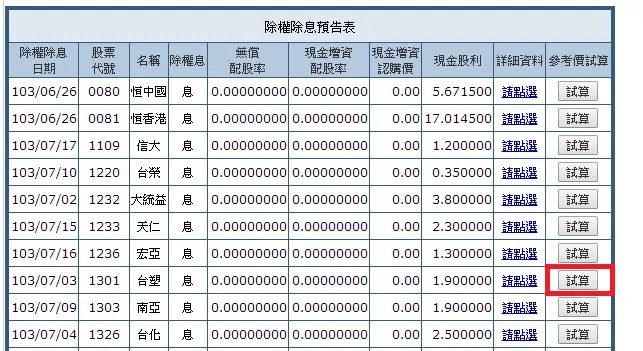 除權除息預告表
除權除息日期 股票代號 名稱 除權息 無償配股率 現金增資配股率 現金增資認購價 現金股利 詳細資料 參考價試算
103/06/26 0080 恒中國 息 0.00000000 0.00000000 0.00 5.671500 請點選 試算
103/06/26 0081 恒香港 息 0.00000000 0.00000000 0.00 17.014500 請點選 試算
103/07/17 1109 信大 息 0.00000000 0.00000000 0.00 1.200000 請點選 試算
103/07/10 1220 台榮 息 0.00000000 0.00000000 0.00 0.350000 請點選 試算
103/07/02 1232 大統益 息 0.00000000 0.00000000 0.00 3.800000 請點選 試算
103/07/15 1233 天仁 息 0.00000000 0.00000000 0.00 2.300000 請點選 試算
103/07/16 1236 宏亞 息 0.00000000 0.00000000 0.00 1.300000 請點選 試算
103/07/03 1301 台塑 息 0.00000000 0.00000000 0.00 1.900000 請點選 試算
103/07/09 1303 南亞 息 0.00000000 0.00000000 0.00 1.900000 請點選 試算
103/07/04 1326 台化 息 0.00000000 0.00000000 0.00 2.500000 請點選 試算